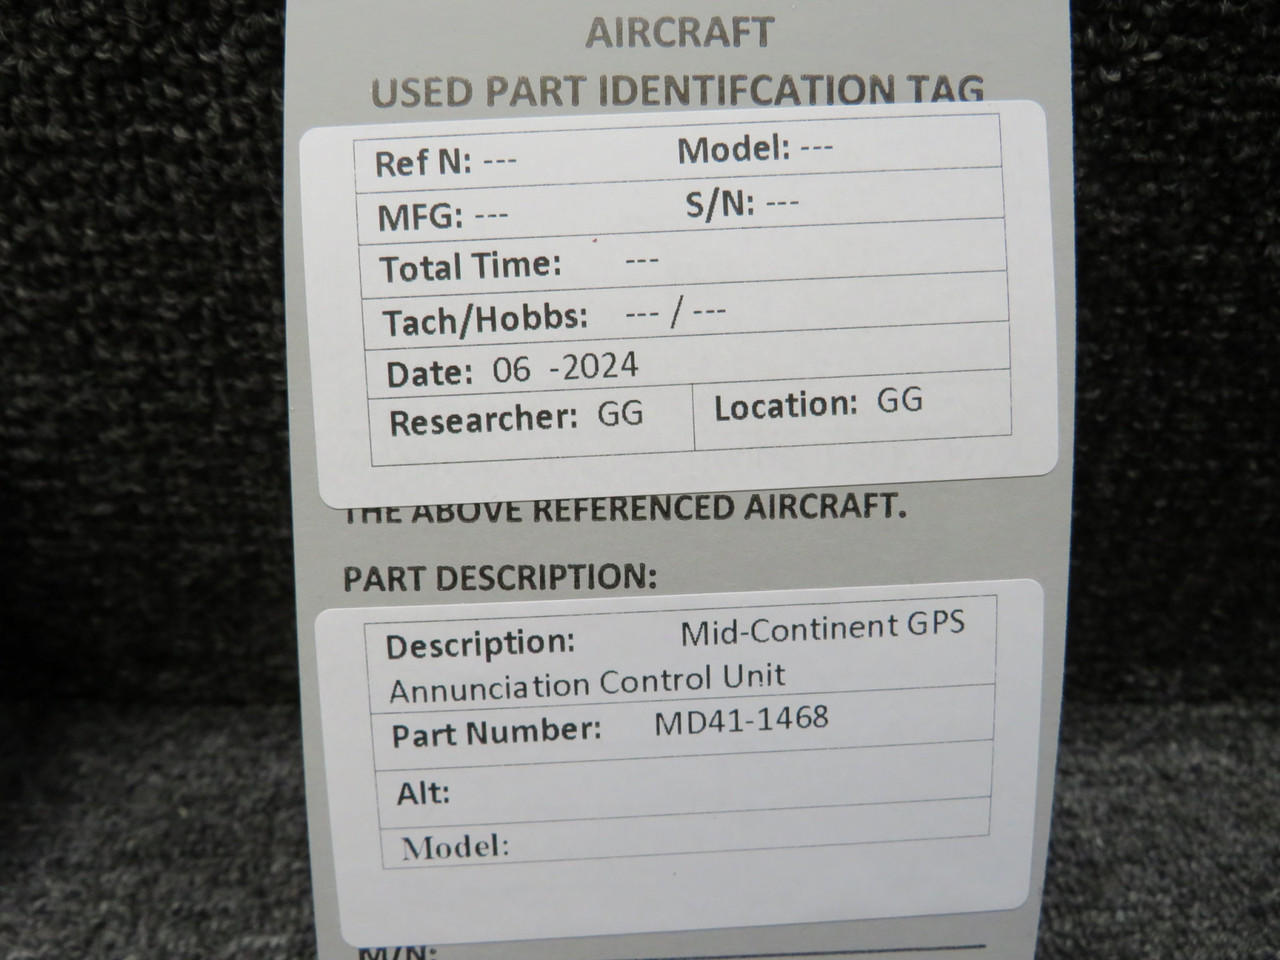 AIRCRAFT
USED PART IDENTIFCATION TAG
Ref N: --- Model: ---
MFG: --- S/N: ---
Total Time: ---
Tach/Hobbs: --- / ---
Date: 06 -2024
Researcher: GG Location: GG
THE ABOVE REFERENCED AIRCRAFT.
PART DESCRIPTION:
Description: Mid-Continent GPS
Annunciation Control Unit
Part Number: MD41-1468
Alt:
Model:
M/N: